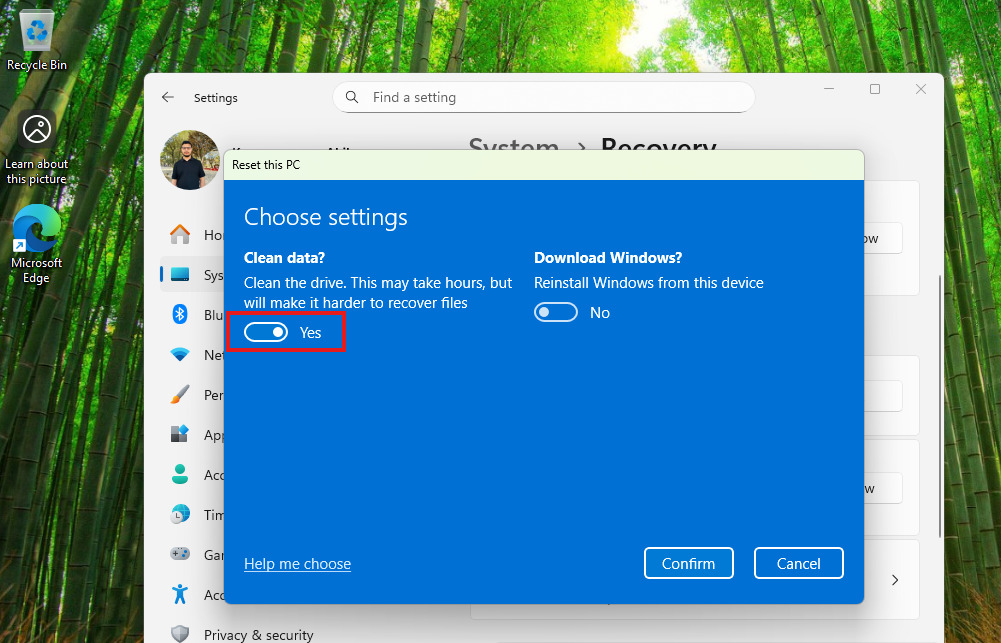 Recycle Bin
Learn about
this picture
Microsoft
Edge
Settings
Find a setting
System > Recovery
Reset this PC
Choose settings
Clean data?
Clean the drive. This may take hours, but
will make it harder to recover files
Yes
Download Windows?
Reinstall Windows from this device
No
Help me choose
Confirm
Cancel
Privacy & security